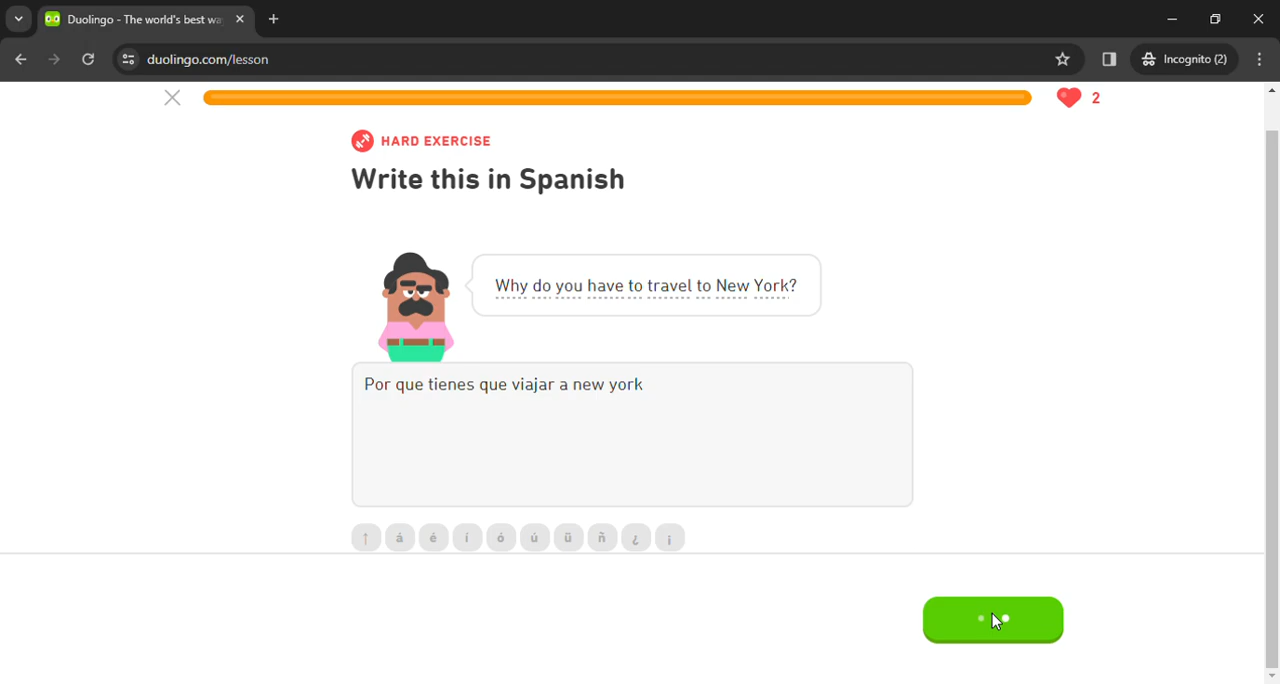 Duolingo - The world's best wa
duolingo.com/lesson
Incognito (2)
2
HARD EXERCISE
Write this in Spanish
Why do you have to travel to New York?
Por que tienes que viajar a new york
↑ á é í ó ú ü ñ ¿ ¡